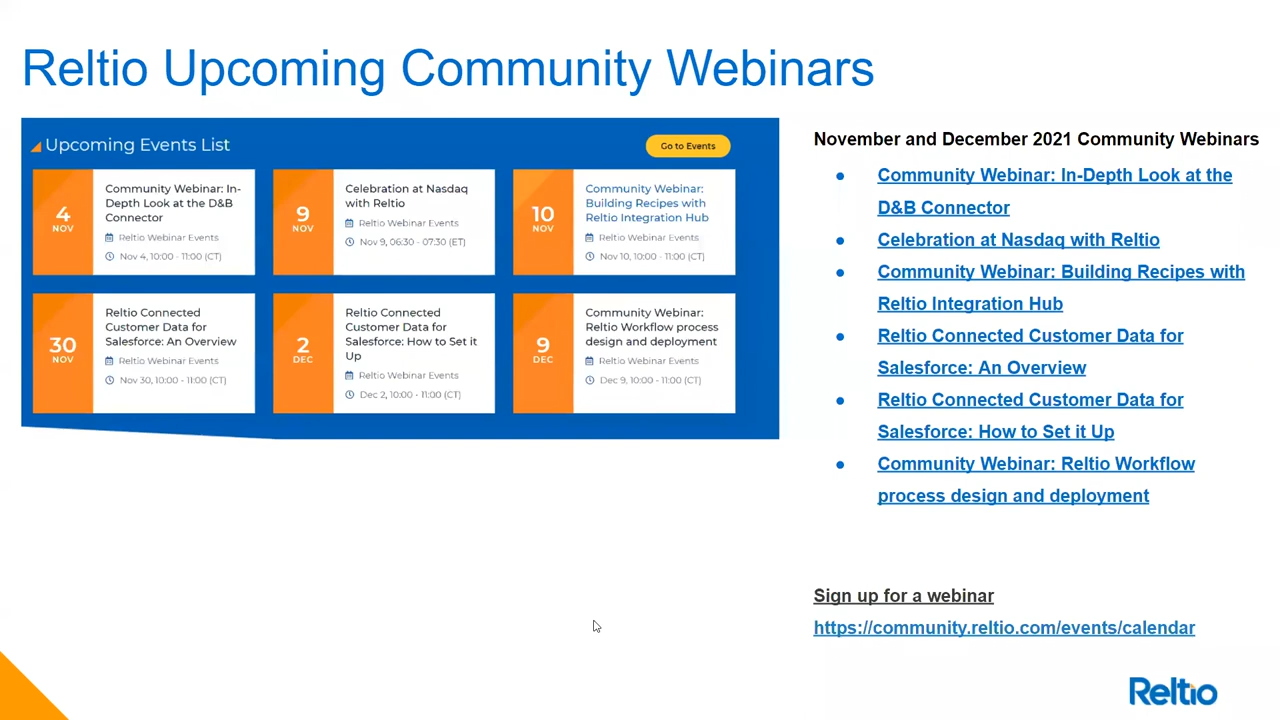 Reltio Upcoming Community Webinars
Upcoming Events List
Go to Events
4
NOV
Community Webinar: In-
Depth Look at the D&B
Connector
Reltio Webinar Events
Nov 4, 10:00 - 11:00 (CT)
9
NOV
Celebration at Nasdaq
with Reltio
Reltio Webinar Events
Nov 9, 06:30 - 07:30 (ET)
10
NOV
Community Webinar:
Building Recipes with
Reltio Integration Hub
Reltio Webinar Events
Nov 10, 10:00 - 11:00 (CT)
30
NOV
Reltio Connected
Customer Data for
Salesforce: An Overview
Reltio Webinar Events
Nov 30, 10:00 - 11:00 (CT)
2
DEC
Reltio Connected
Customer Data for
Salesforce: How to Set it
Up
Reltio Webinar Events
Dec 2, 10:00 - 11:00 (CT)
9
DEC
Community Webinar:
Reltio Workflow process
design and deployment
Reltio Webinar Events
Dec 9, 10:00 - 11:00 (CT)
November and December 2021 Community Webinars
● Community Webinar: In-Depth Look at the
D&B Connector
● Celebration at Nasdaq with Reltio
● Community Webinar: Building Recipes with
Reltio Integration Hub
● Reltio Connected Customer Data for
Salesforce: An Overview
● Reltio Connected Customer Data for
Salesforce: How to Set it Up
● Community Webinar: Reltio Workflow
process design and deployment
Sign up for a webinar
https://community.reltio.com/events/calendar
Reltio